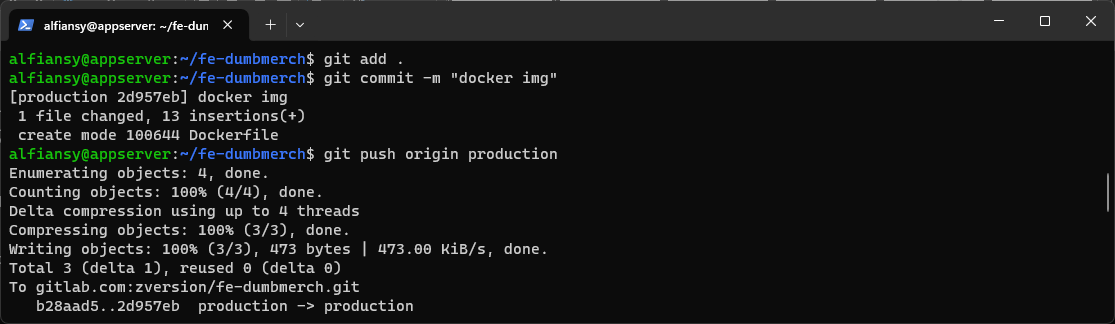 alfiansy@appserver: ~/fe-dum
alfiansy@appserver:~/fe-dumbmerch$ git add .
alfiansy@appserver:~/fe-dumbmerch$ git commit -m "docker img"
[production 2d957eb] docker img
 1 file changed, 13 insertions(+)
 create mode 100644 Dockerfile
alfiansy@appserver:~/fe-dumbmerch$ git push origin production
Enumerating objects: 4, done.
Counting objects: 100% (4/4), done.
Delta compression using up to 4 threads
Compressing objects: 100% (3/3), done.
Writing objects: 100% (3/3), 473 bytes | 473.00 KiB/s, done.
Total 3 (delta 1), reused 0 (delta 0)
To gitlab.com:zversion/fe-dumbmerch.git
   b28aad5..2d957eb  production -> production